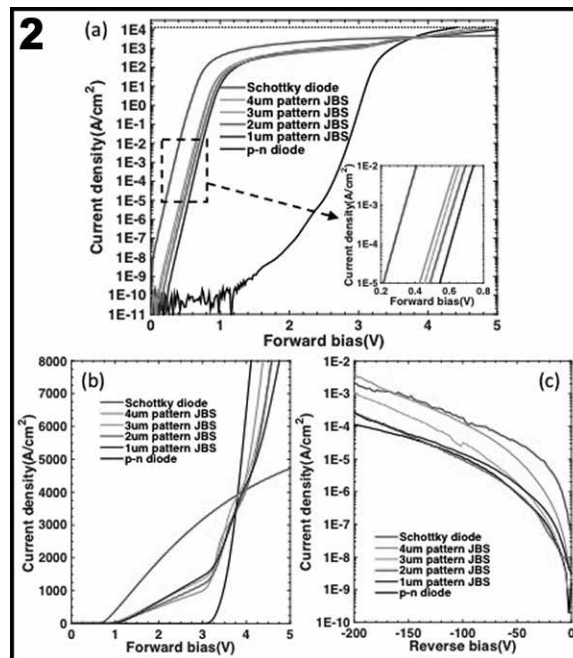 2
(a)
1E4
1E3
1E2
1E1
1E0
1E-1
1E-2
1E-3
1E-4
1E-5
1E-6
1E-7
1E-8
1E-9
1E-10
1E-11
Current density(A/cm²)
Schottky diode
4um pattern JBS
3um pattern JBS
2um pattern JBS
1um pattern JBS
p-n diode
1E-2
1E-3
1E-4
1E-5
Current density(A/cm²)
0.2 0.4 0.6 0.8
Forward bias(V)
0 1 2 3 4 5
Forward bias(V)
(b)
8000
7000
6000
5000
4000
3000
2000
1000
0
Current density(A/cm²)
Schottky diode
4um pattern JBS
3um pattern JBS
2um pattern JBS
1um pattern JBS
p-n diode
0 1 2 3 4 5
Forward bias(V)
(c)
1E-2
1E-3
1E-4
1E-5
1E-6
1E-7
1E-8
1E-9
1E-10
Current density(A/cm²)
Schottky diode
4um pattern JBS
3um pattern JBS
2um pattern JBS
1um pattern JBS
p-n diode
-200 -150 -100 -50 0
Reverse bias(V)